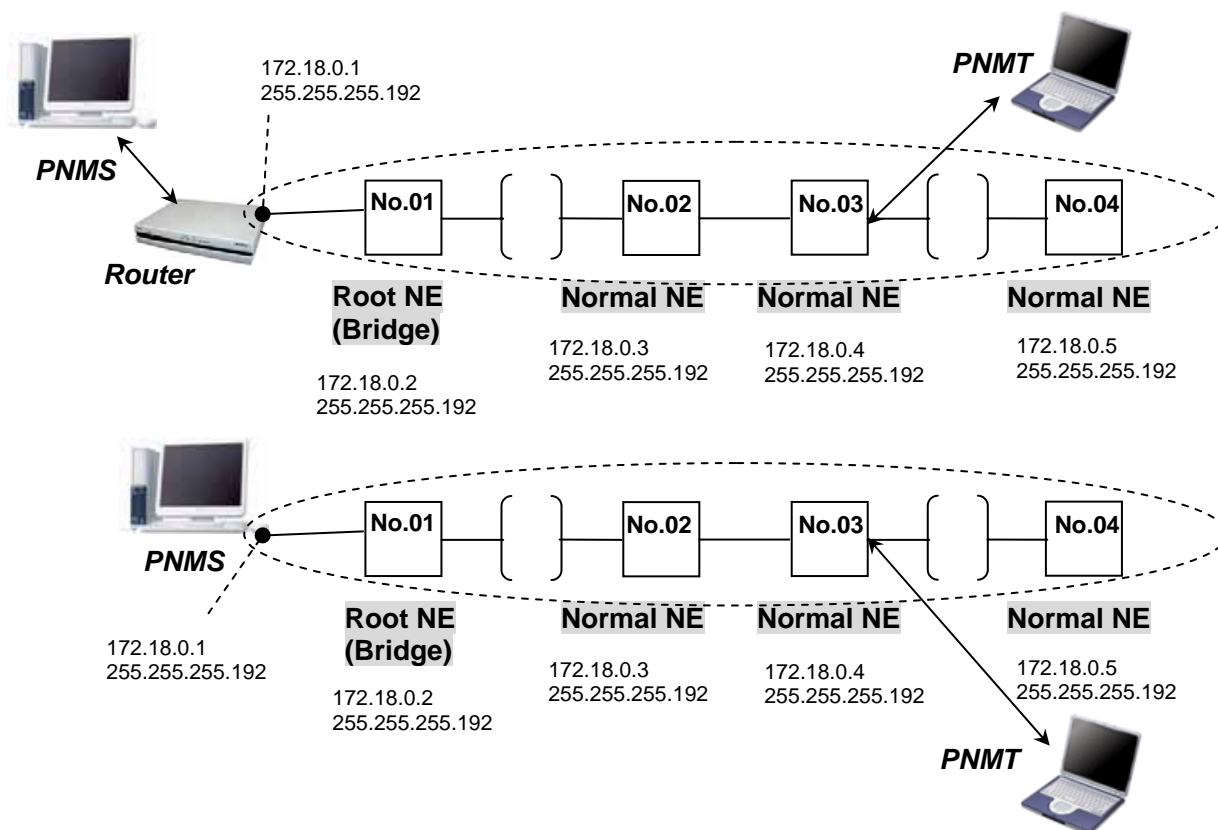 172.18.0.1
255.255.255.192
PNMT
PNMS
No.01
No.02
No.03
No.04
Router
Root NE
(Bridge)
Normal NE
Normal NE
Normal NE
172.18.0.2
255.255.255.192
172.18.0.3
255.255.255.192
172.18.0.4
255.255.255.192
172.18.0.5
255.255.255.192
No.01
No.02
No.03
No.04
PNMS
172.18.0.1
255.255.255.192
Root NE
(Bridge)
Normal NE
Normal NE
Normal NE
172.18.0.2
255.255.255.192
172.18.0.3
255.255.255.192
172.18.0.4
255.255.255.192
172.18.0.5
255.255.255.192
PNMT